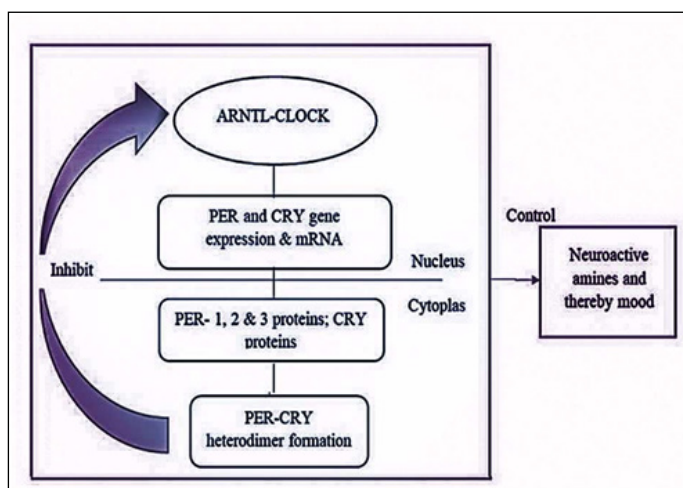 ARNTL-CLOCK
PER and CRY gene
expression & mRNA
Control
Inhibit
Nucleus
Cytoplas
Neuroactive
amines and
thereby mood
PER- 1, 2 & 3 proteins; CRY
proteins
PER-CRY
heterodimer formation